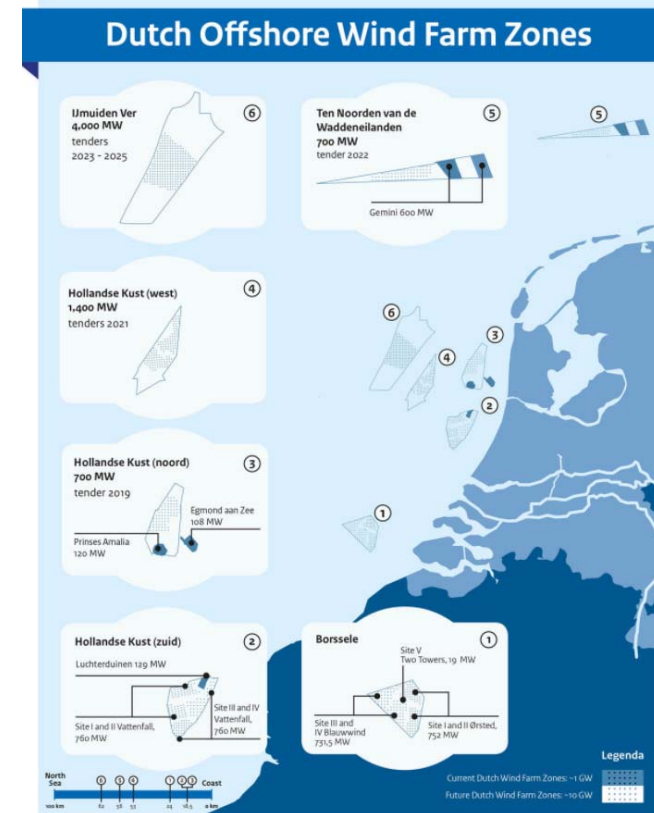 Dutch Offshore Wind Farm Zones
IJmuiden Ver
4,000 MW
tenders
2023 - 2025
6
Ten Noorden van de
Waddeneilanden
700 MW
tender 2022
5
Gemini 600 MW
5
Hollandse Kust (west)
1,400 MW
tenders 2021
4
6
4
3
2
1
Hollandse Kust (noord)
700 MW
tender 2019
3
Egmond aan Zee
108 MW
Prinses Amalia
120 MW
Hollandse Kust (zuid)
2
Luchterduinen 129 MW
Site I and II Vattenfall,
760 MW
Site III and IV
Vattenfall,
760 MW
Borssele
1
Site V
Two Towers, 19 MW
Site III and
IV Blauwwind
731,5 MW
Site I and II Ørsted,
752 MW
Legenda
Current Dutch Wind Farm Zones: ~1 GW
Future Dutch Wind Farm Zones: ~10 GW
North
Sea
6 5 4 1 2 3
Coast
100 km 62 58 53 24 18,5 0 km